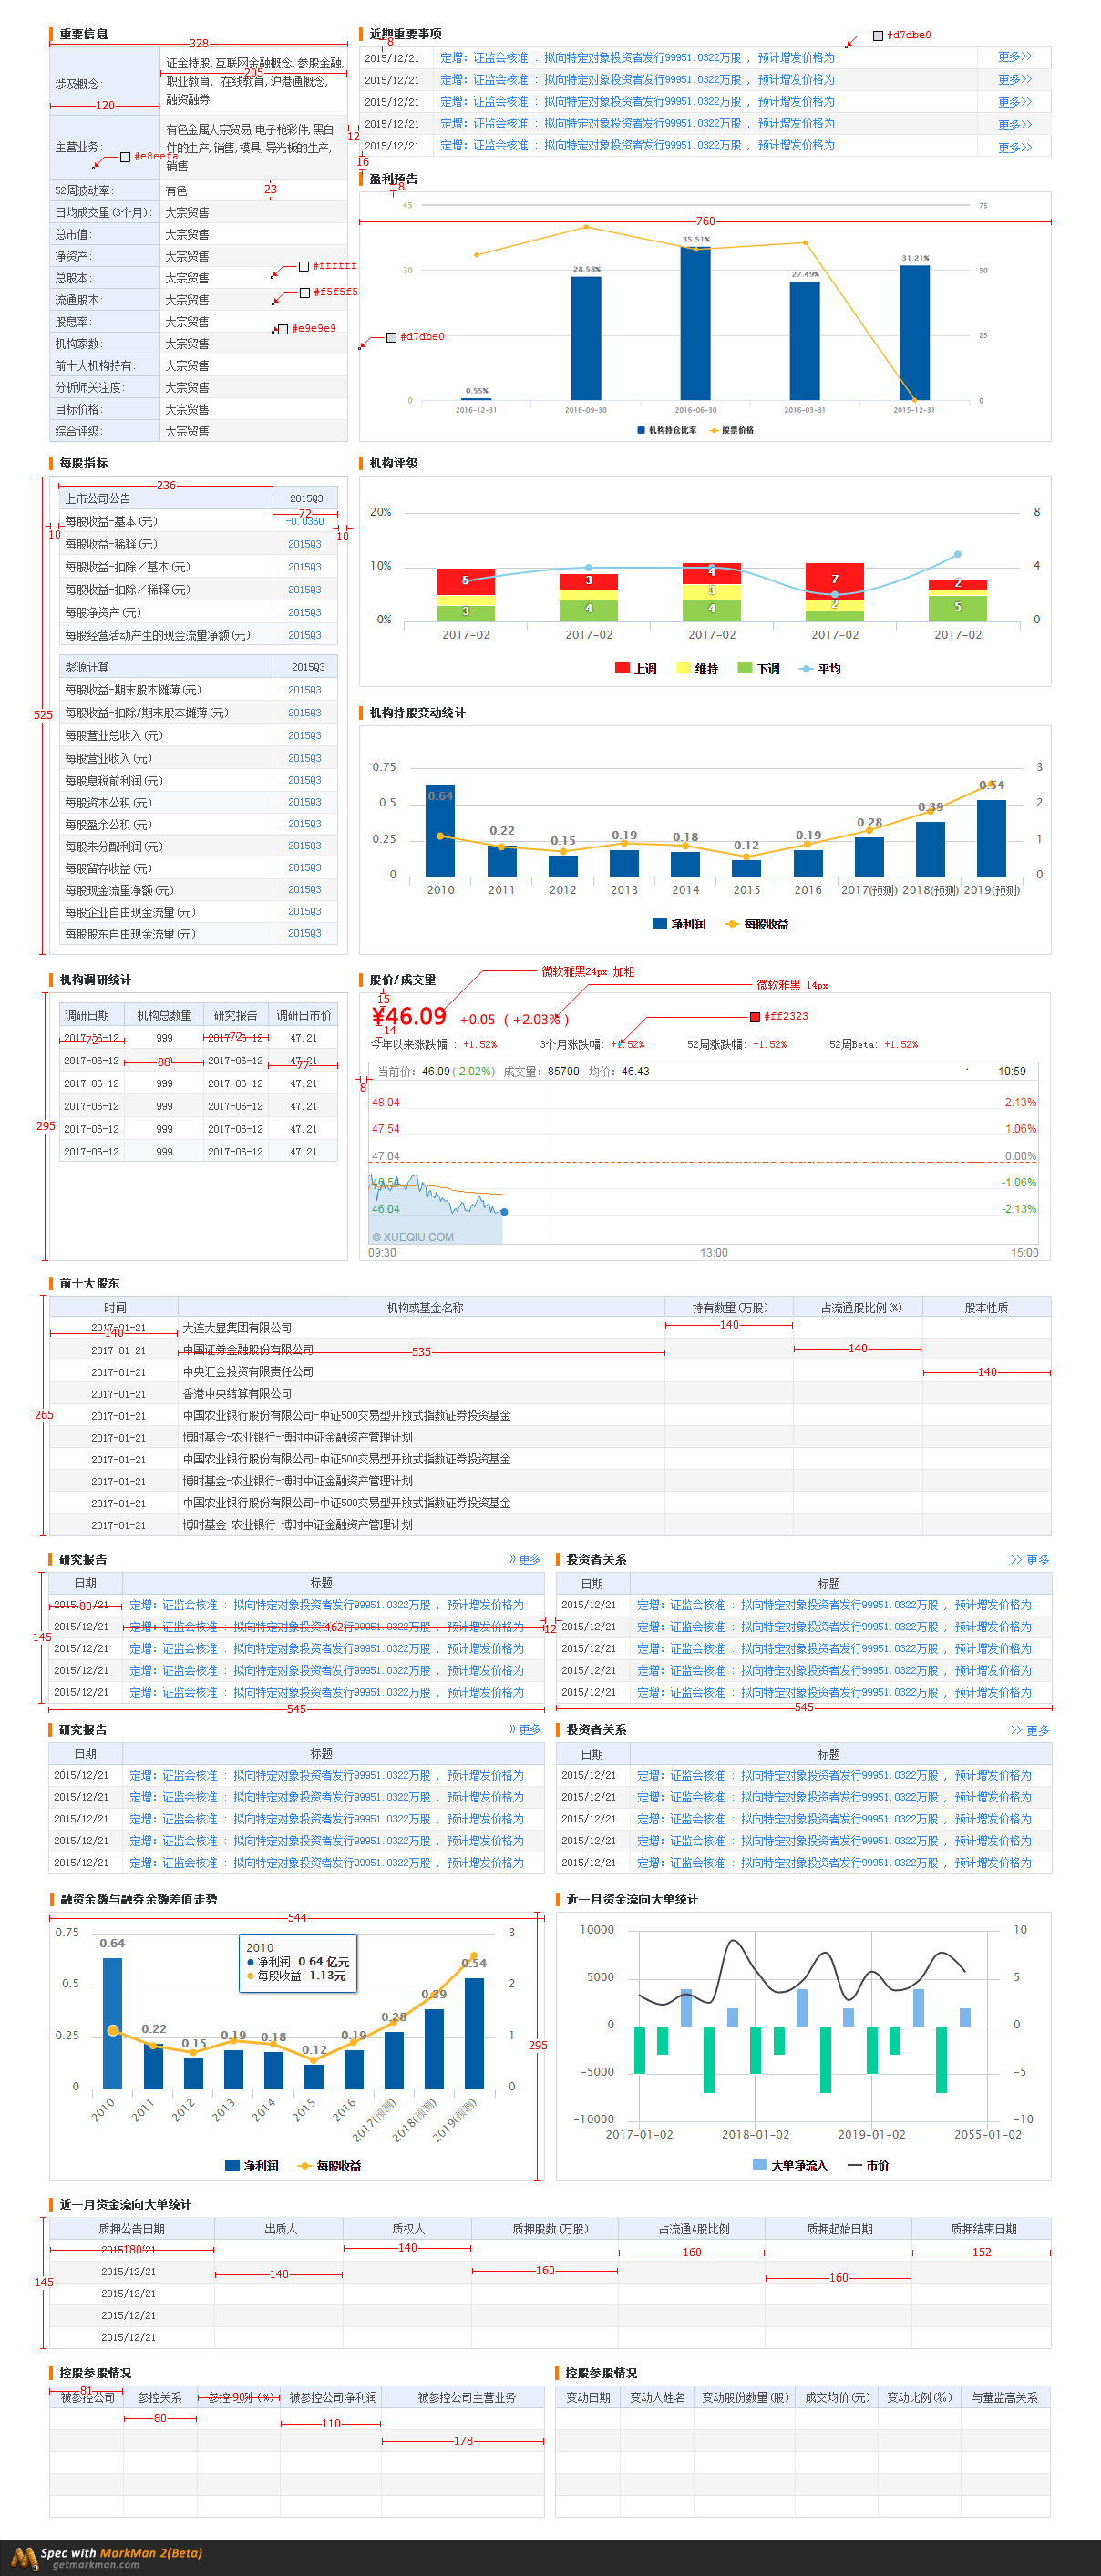 重要信息
328
涉及概念:
证金持股, 互联网金融概念, 参股金融,
职业教育, 在线教育, 沪港通概念,
融资融券
205
120
主营业务:
有色金属大宗贸易, 电子枪彩件, 黑白
件的生产, 销售, 模具, 导光板的生产,
销售
#e8eefa
12
52周波动率:
有色
23
日均成交量(3个月):
大宗贸售
总市值:
大宗贸售
净资产:
大宗贸售
总股本:
大宗贸售
#ffffff
流通股本:
大宗贸售
#f5f5f5
股息率:
大宗贸售
#e9e9e9
机构家数:
大宗贸售
前十大机构持有:
大宗贸售
分析师关注度:
大宗贸售
目标价格:
大宗贸售
综合评级:
大宗贸售
近期重要事项
8
#d7dbe0
2015/12/21 定增: 证监会核准 : 拟向特定对象投资者发行99951.0322万股 , 预计增发价格为 更多>>
2015/12/21 定增: 证监会核准 : 拟向特定对象投资者发行99951.0322万股 , 预计增发价格为 更多>>
2015/12/21 定增: 证监会核准 : 拟向特定对象投资者发行99951.0322万股 , 预计增发价格为 更多>>
2015/12/21 定增: 证监会核准 : 拟向特定对象投资者发行99951.0322万股 , 预计增发价格为 更多>>
2015/12/21 定增: 证监会核准 : 拟向特定对象投资者发行99951.0322万股 , 预计增发价格为 更多>>
16
盈利预告
8
760
45 75
35.51%
30 28.58% 27.49% 31.21% 50
#d7dbe0
25
0 0.55% 0
2016-12-31 2016-09-30 2016-06-30 2016-03-31 2015-12-31
机构持仓比率 股票价格
每股指标
236
上市公司公告 2015Q3
72
每股收益-基本(元) -0.0360
10 10
每股收益-稀释(元) 2015Q3
每股收益-扣除／基本(元) 2015Q3
每股收益-扣除／稀释(元) 2015Q3
每股净资产(元) 2015Q3
每股经营活动产生的现金流量净额(元) 2015Q3
聚源计算 2015Q3
每股收益-期末股本摊薄(元) 2015Q3
每股收益-扣除/期末股本摊薄(元) 2015Q3
525
每股营业总收入(元) 2015Q3
每股营业收入(元) 2015Q3
每股息税前利润(元) 2015Q3
每股资本公积(元) 2015Q3
每股盈余公积(元) 2015Q3
每股未分配利润(元) 2015Q3
每股留存收益(元) 2015Q3
每股现金流量净额(元) 2015Q3
每股企业自由现金流量(元) 2015Q3
每股股东自由现金流量(元) 2015Q3
机构评级
20% 8
10% 4
0% 0
5 3 4 7 2
3 2
3 4 4 5
2017-02 2017-02 2017-02 2017-02 2017-02
上调 维持 下调 平均
机构持股变动统计
0.75 3
0.5 2
0.25 1
0 0
0.64 0.22 0.15 0.19 0.18 0.12 0.19 0.28 0.39 0.54
2010 2011 2012 2013 2014 2015 2016 2017(预测) 2018(预测) 2019(预测)
净利润 每股收益
机构调研统计
调研日期 机构总数量 研究报告 调研日市价
2017-06-12 999 2017-06-12 47.21
72 72
2017-06-12 999 2017-06-12 47.21
88 77
2017-06-12 999 2017-06-12 47.21
2017-06-12 999 2017-06-12 47.21
295
2017-06-12 999 2017-06-12 47.21
2017-06-12 999 2017-06-12 47.21
股价/成交量
微软雅黑24px 加粗
微软雅黑 14px
15
¥46.09 +0.05 ( +2.03% )
#ff2323
14
今年以来涨跌幅 : +1.52% 3个月涨跌幅: +1.52% 52周涨跌幅: +1.52% 52周Beta: +1.52%
当前价: 46.09(-2.02%) 成交量: 85700 均价: 46.43 10:59
8
48.04 2.13%
47.54 1.06%
47.04 0.00%
46.54 -1.06%
46.04 -2.13%
© XUEQIU.COM
09:30 13:00 15:00
前十大股东
时间 机构或基金名称 持有数量(万股) 占流通股比例(%) 股本性质
2017-01-21 大连大显集团有限公司
140 140
2017-01-21 中国证券金融股份有限公司
535 140
2017-01-21 中央汇金投资有限责任公司
140
2017-01-21 香港中央结算有限公司
265
2017-01-21 中国农业银行股份有限公司-中证500交易型开放式指数证券投资基金
2017-01-21 博时基金-农业银行-博时中证金融资产管理计划
2017-01-21 中国农业银行股份有限公司-中证500交易型开放式指数证券投资基金
2017-01-21 博时基金-农业银行-博时中证金融资产管理计划
2017-01-21 中国农业银行股份有限公司-中证500交易型开放式指数证券投资基金
2017-01-21 博时基金-农业银行-博时中证金融资产管理计划
研究报告 >>更多
日期 标题
2015/12/21 定增: 证监会核准 : 拟向特定对象投资者发行99951.0322万股 , 预计增发价格为
80
2015/12/21 定增: 证监会核准 : 拟向特定对象投资者发行99951.0322万股 , 预计增发价格为
462 12
145
2015/12/21 定增: 证监会核准 : 拟向特定对象投资者发行99951.0322万股 , 预计增发价格为
2015/12/21 定增: 证监会核准 : 拟向特定对象投资者发行99951.0322万股 , 预计增发价格为
2015/12/21 定增: 证监会核准 : 拟向特定对象投资者发行99951.0322万股 , 预计增发价格为
545
投资者关系 >> 更多
日期 标题
2015/12/21 定增: 证监会核准 : 拟向特定对象投资者发行99951.0322万股 , 预计增发价格为
2015/12/21 定增: 证监会核准 : 拟向特定对象投资者发行99951.0322万股 , 预计增发价格为
2015/12/21 定增: 证监会核准 : 拟向特定对象投资者发行99951.0322万股 , 预计增发价格为
2015/12/21 定增: 证监会核准 : 拟向特定对象投资者发行99951.0322万股 , 预计增发价格为
2015/12/21 定增: 证监会核准 : 拟向特定对象投资者发行99951.0322万股 , 预计增发价格为
545
研究报告 >>更多
日期 标题
2015/12/21 定增: 证监会核准 : 拟向特定对象投资者发行99951.0322万股 , 预计增发价格为
2015/12/21 定增: 证监会核准 : 拟向特定对象投资者发行99951.0322万股 , 预计增发价格为
2015/12/21 定增: 证监会核准 : 拟向特定对象投资者发行99951.0322万股 , 预计增发价格为
2015/12/21 定增: 证监会核准 : 拟向特定对象投资者发行99951.0322万股 , 预计增发价格为
2015/12/21 定增: 证监会核准 : 拟向特定对象投资者发行99951.0322万股 , 预计增发价格为
投资者关系 >> 更多
日期 标题
2015/12/21 定增: 证监会核准 : 拟向特定对象投资者发行99951.0322万股 , 预计增发价格为
2015/12/21 定增: 证监会核准 : 拟向特定对象投资者发行99951.0322万股 , 预计增发价格为
2015/12/21 定增: 证监会核准 : 拟向特定对象投资者发行99951.0322万股 , 预计增发价格为
2015/12/21 定增: 证监会核准 : 拟向特定对象投资者发行99951.0322万股 , 预计增发价格为
2015/12/21 定增: 证监会核准 : 拟向特定对象投资者发行99951.0322万股 , 预计增发价格为
融资余额与融券余额差值走势
544
0.75 3
0.5 2
0.25 1
0 0
2010
净利润: 0.64 亿元
每股收益: 1.13元
0.64 0.22 0.15 0.19 0.18 0.12 0.19 0.28 0.39 0.54
295
2010 2011 2012 2013 2014 2015 2016 2017(预测) 2018(预测) 2019(预测)
净利润 每股收益
近一月资金流向大单统计
10000 10
5000 5
0 0
-5000 -5
-10000 -10
2017-01-02 2018-01-02 2019-01-02 2055-01-02
大单净流入 市价
近一月资金流向大单统计
质押公告日期 出质人 质权人 质押股数(万股) 占流通A股比例 质押起始日期 质押结束日期
2015/12/21
180 140 160 152
2015/12/21
140 160 160
145
2015/12/21
2015/12/21
2015/12/21
控股参股情况
81 90
被参控公司 参控关系 参控比例(%) 被参控公司净利润 被参控公司主营业务
80 110
178
控股参股情况
变动日期 变动人姓名 变动股份数量(股) 成交均价(元) 变动比例(‰) 与董监高关系
Spec with MarkMan 2(Beta)
getmarkman.com